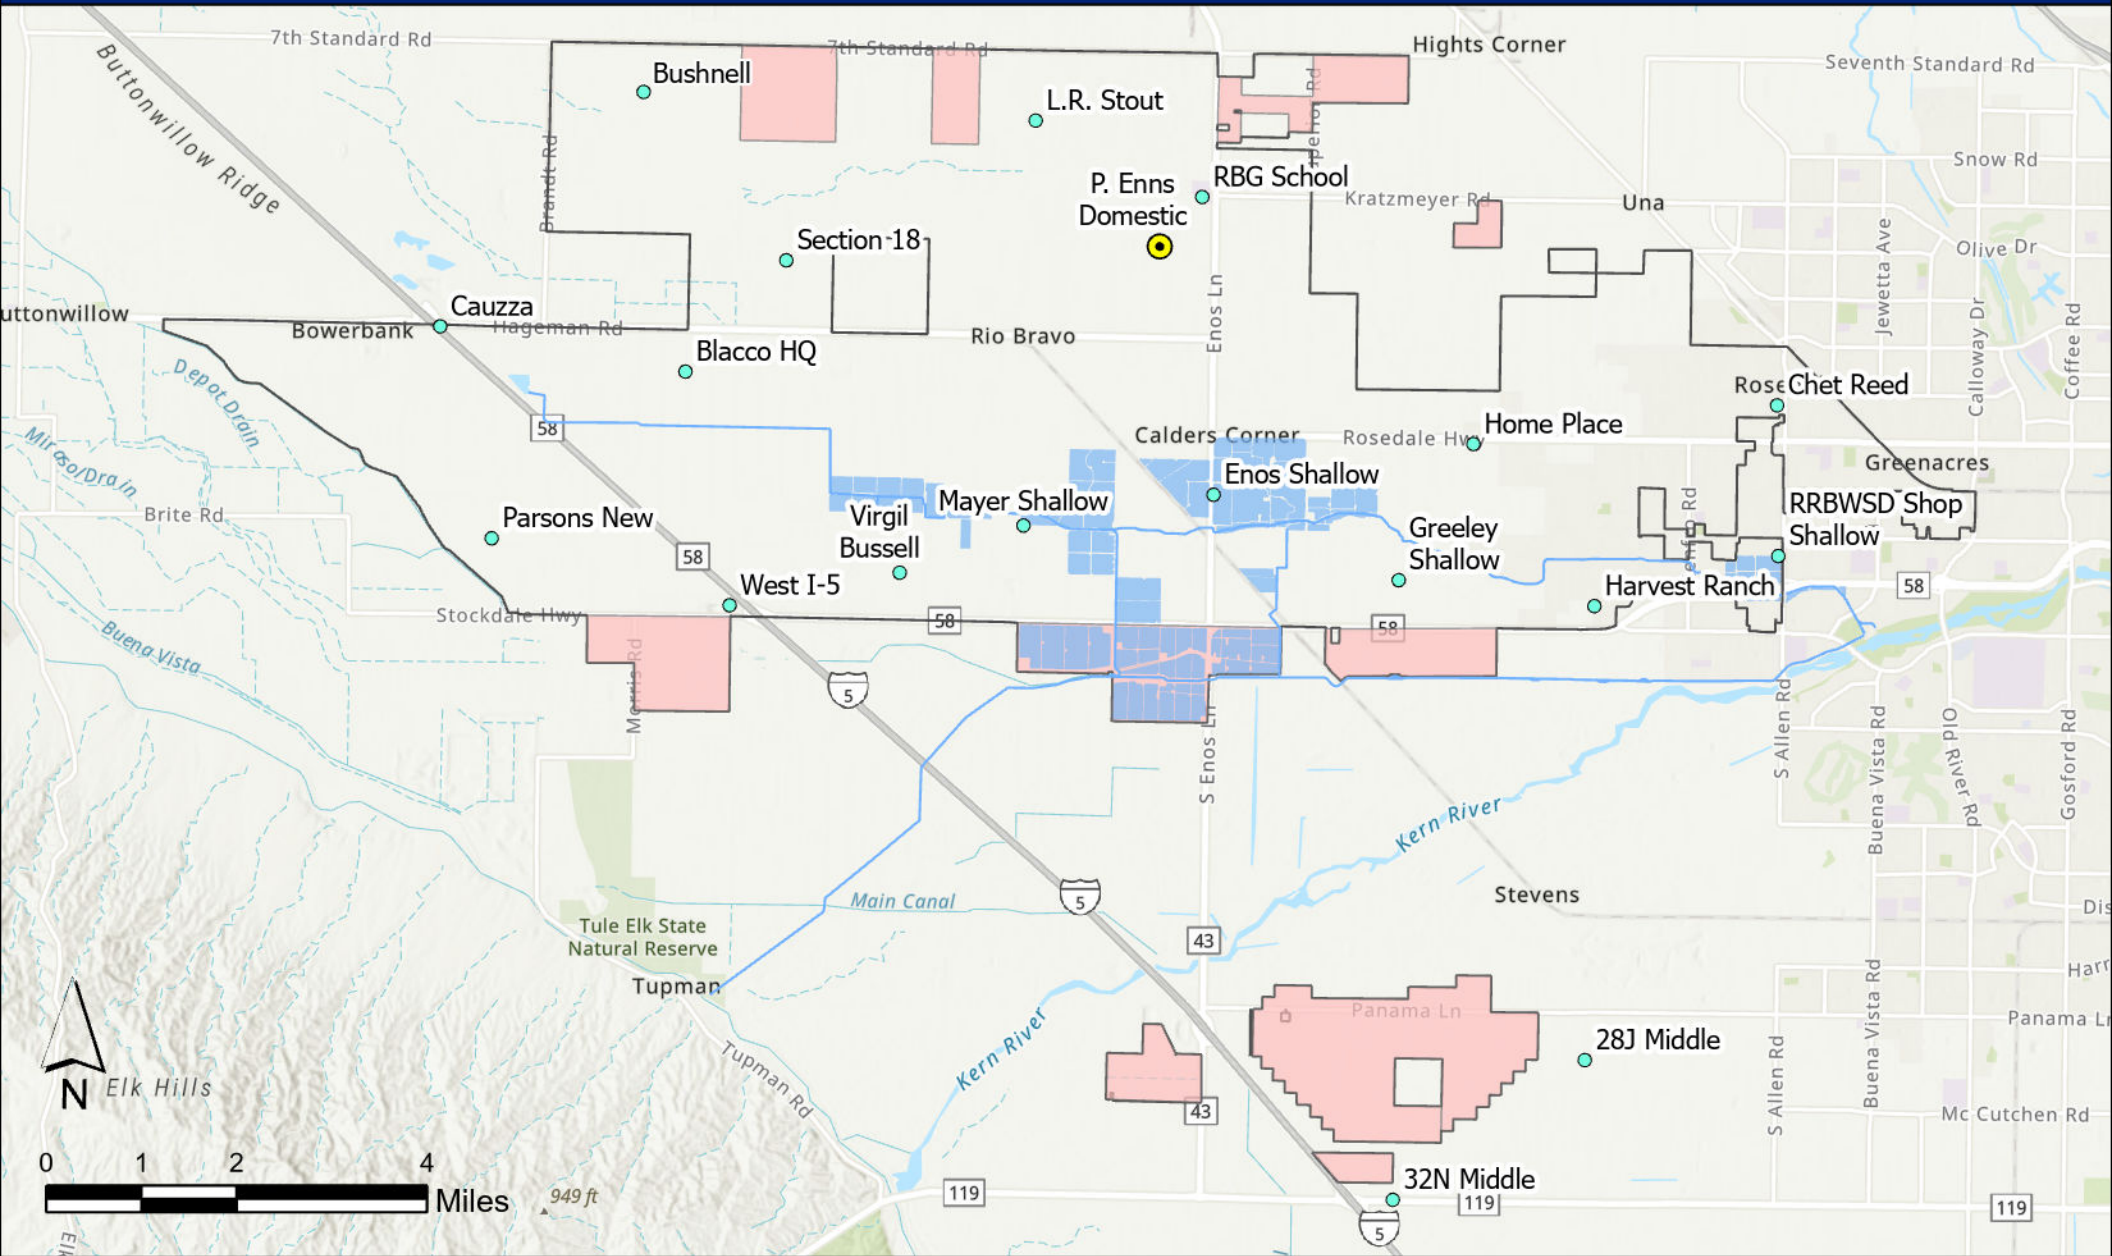 7th Standard Rd
7th Standard Rd
Hights Corner
Seventh Standard Rd
Buttonwillow Ridge
Bushnell
L.R. Stout
Brandt Rd
Snow Rd
P. Enns
Domestic
RBG School
Kratzmeyer Rd
Una
Section 18
Olive Dr
Jewetta Ave
Calloway Dr
Coffee Rd
Enos Ln
Cauzza
uttonwillow
Bowerbank
Hageman Rd
Rio Bravo
Blacco HQ
Depot Drain
Rose
Chet Reed
58
Calders Corner
Rosedale Hwy
Home Place
Greenacres
Enos Shallow
Mayer Shallow
Brite Rd
Parsons New
Virgil
Bussell
Greeley
Shallow
RRBWSD Shop
Shallow
58
West I-5
Harvest Ranch
58
Stockdale Hwy
58
58
Buena Vista
Morris Rd
5
S Enos Ln
S Allen Rd
Buena Vista Rd
Old River Rd
Gosford Rd
Kern River
Main Canal
5
Stevens
Dis
Tule Elk State
Natural Reserve
43
Tupman
Harr
Panama Ln
Panama Ln
Kern River
28J Middle
Tupman Rd
S Allen Rd
Buena Vista Rd
N
Elk Hills
43
Mc Cutchen Rd
0 1 2 4
Miles
949 ft
119
32N Middle
119
119
5